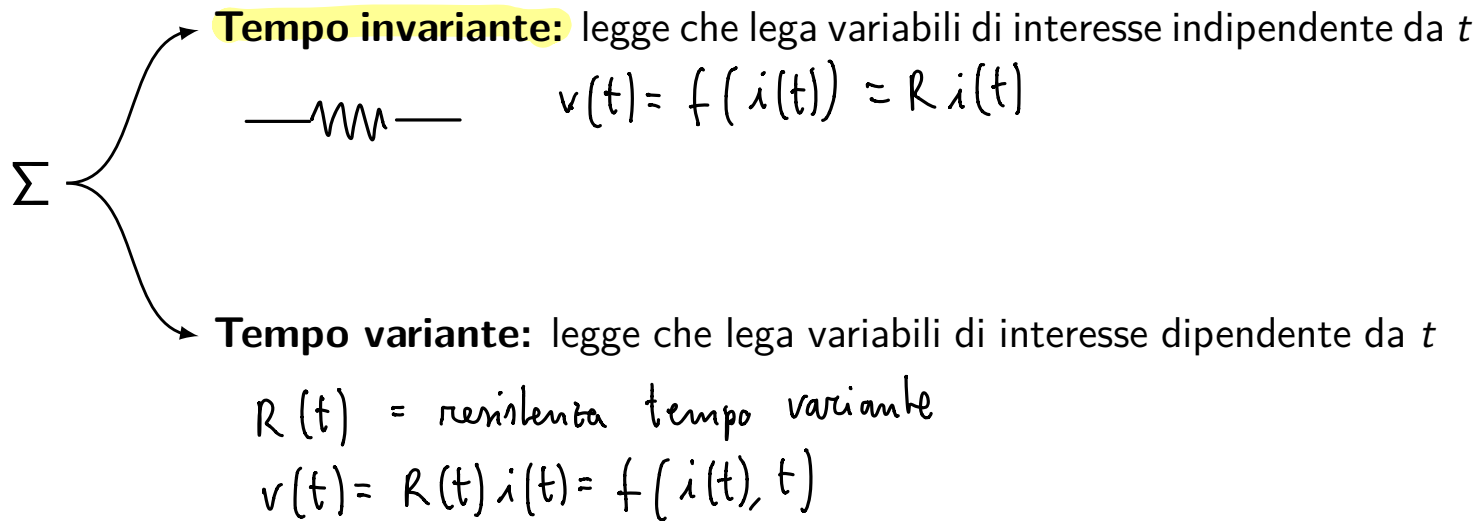 Tempo invariante: legge che lega variabili di interesse indipendente da t
v(t) = f(i(t)) = R i(t)
Σ
Tempo variante: legge che lega variabili di interesse dipendente da t
R(t) = resistenza tempo variante
v(t) = R(t) i(t) = f(i(t), t)